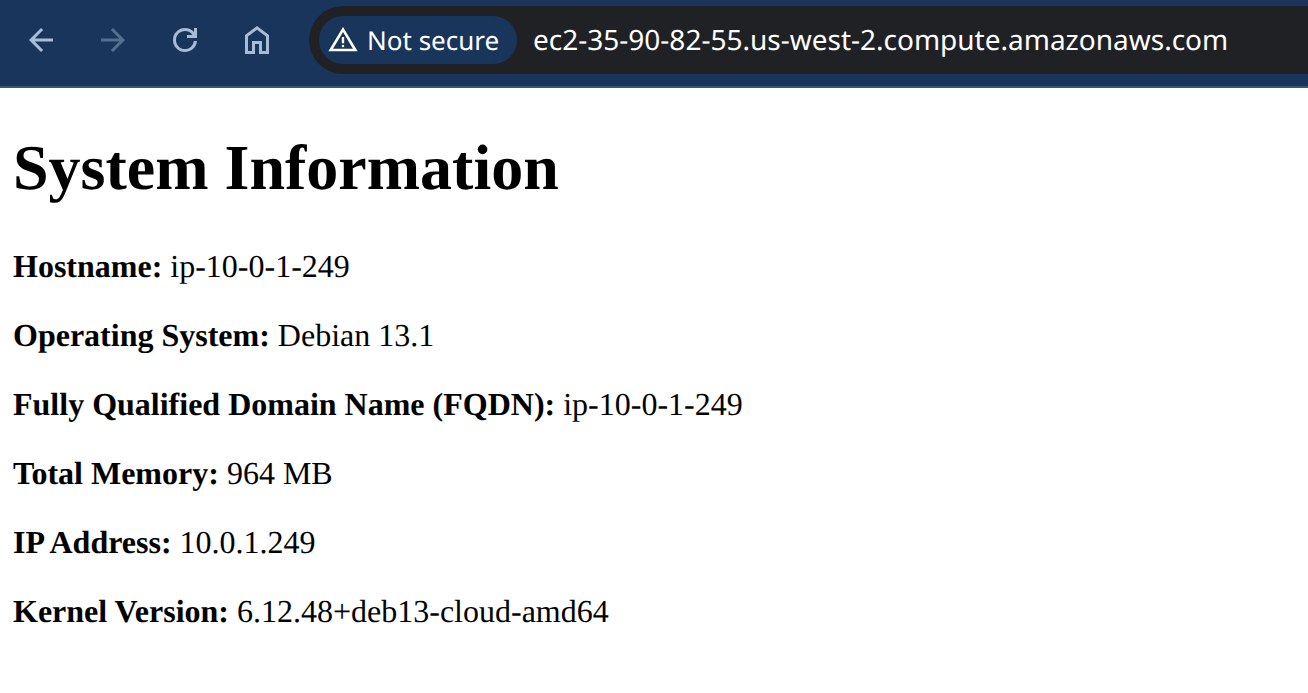 Not secure ec2-35-90-82-55.us-west-2.compute.amazonaws.com
System Information
Hostname: ip-10-0-1-249
Operating System: Debian 13.1
Fully Qualified Domain Name (FQDN): ip-10-0-1-249
Total Memory: 964 MB
IP Address: 10.0.1.249
Kernel Version: 6.12.48+deb13-cloud-amd64